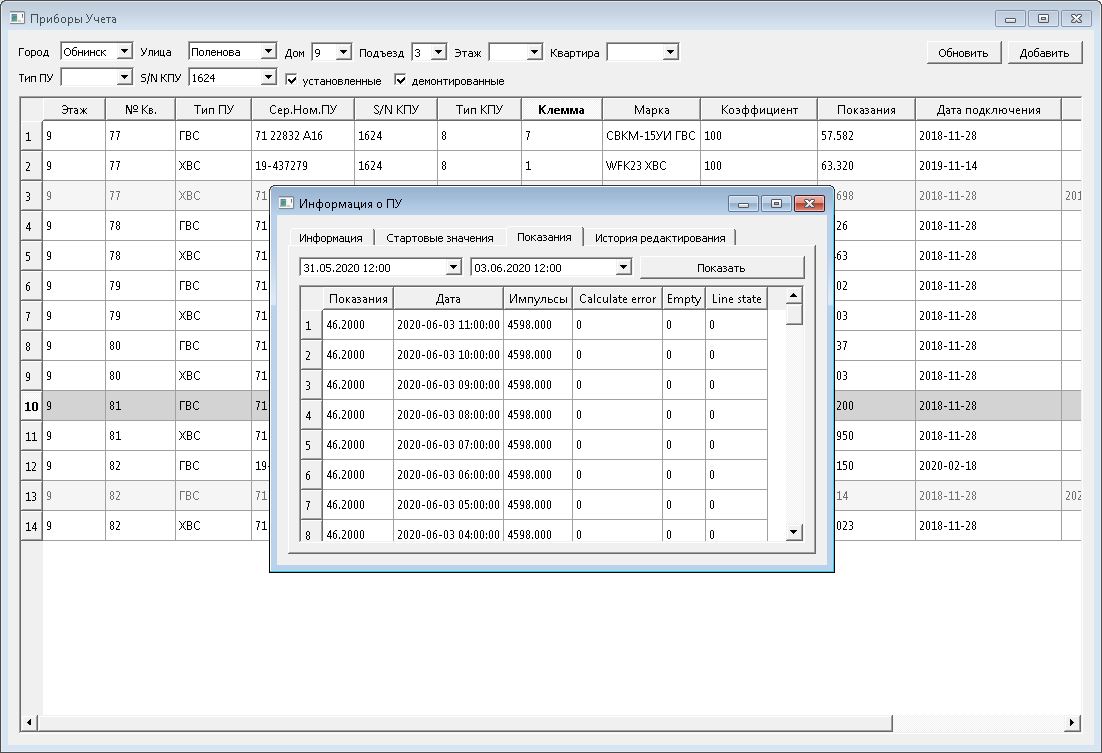 Приборы Учета
Город Обнинск Улица Поленова Дом 9 Подъезд 3 Этаж Квартира Обновить Добавить
Тип ПУ S/N КПУ 1624 установленные демонтированные
Этаж № Кв. Тип ПУ Сер.Ном.ПУ S/N КПУ Тип КПУ Клемма Марка Коэффициент Показания Дата подключения
1 9 77 ГВС 71 22832 A16 1624 8 7 СВКМ-15УИ ГВС 100 57.582 2018-11-28
2 9 77 ХВС 19-437279 1624 8 1 WFK23 ХВС 100 63.320 2019-11-14
3 9 77 ХВС 71 698 2018-11-28 201
4 9 78 ГВС 71 26 2018-11-28
5 9 78 ХВС 71 63 2018-11-28
6 9 79 ГВС 71 02 2018-11-28
7 9 79 ХВС 71 03 2018-11-28
8 9 80 ГВС 71 37 2018-11-28
9 9 80 ХВС 71 03 2018-11-28
10 9 81 ГВС 71 200 2018-11-28
11 9 81 ХВС 71 950 2018-11-28
12 9 82 ГВС 19- 150 2020-02-18
13 9 82 ГВС 71 14 2018-11-28 202
14 9 82 ХВС 71 023 2018-11-28
Информация о ПУ
Информация Стартовые значения Показания История редактирования
31.05.2020 12:00 03.06.2020 12:00 Показать
Показания Дата Импульсы Calculate error Empty Line state
1 46.2000 2020-06-03 11:00:00 4598.000 0 0 0
2 46.2000 2020-06-03 10:00:00 4598.000 0 0 0
3 46.2000 2020-06-03 09:00:00 4598.000 0 0 0
4 46.2000 2020-06-03 08:00:00 4598.000 0 0 0
5 46.2000 2020-06-03 07:00:00 4598.000 0 0 0
6 46.2000 2020-06-03 06:00:00 4598.000 0 0 0
7 46.2000 2020-06-03 05:00:00 4598.000 0 0 0
8 46.2000 2020-06-03 04:00:00 4598.000 0 0 0